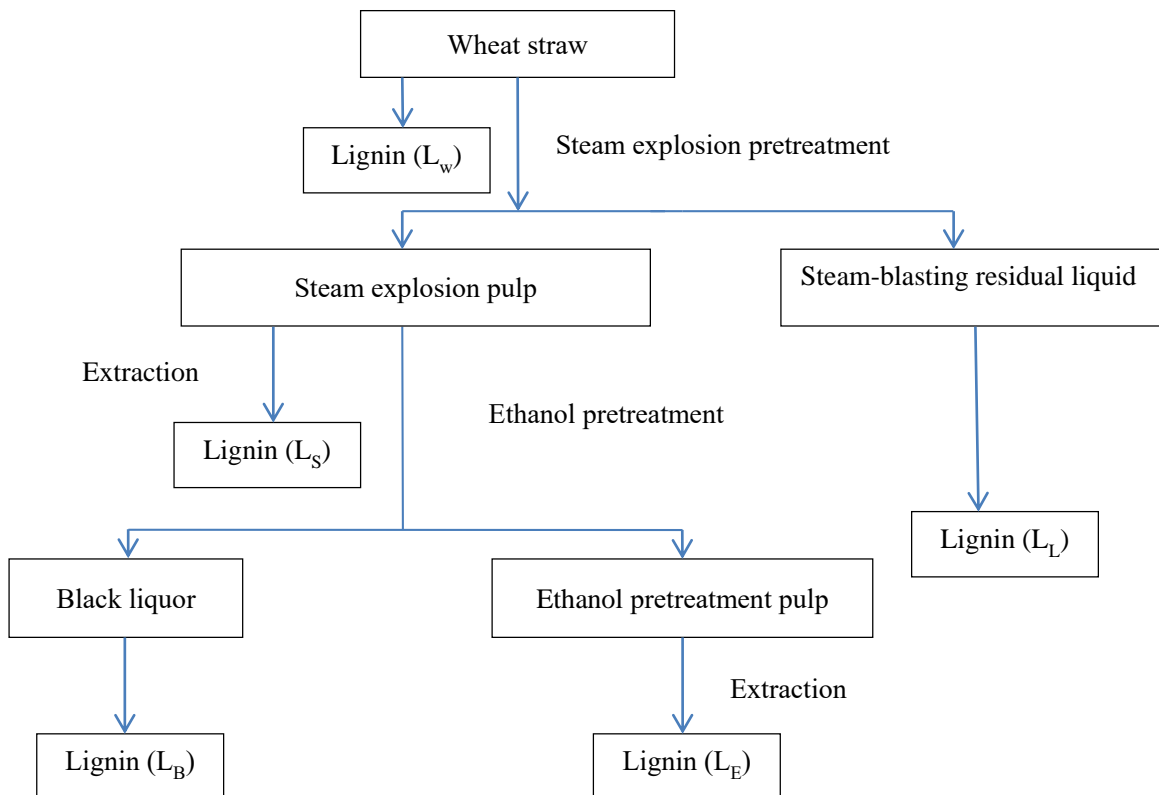 Wheat straw
Lignin (Lw)
Steam explosion pretreatment
Steam explosion pulp
Steam-blasting residual liquid
Extraction
Ethanol pretreatment
Lignin (LS)
Lignin (LL)
Black liquor
Ethanol pretreatment pulp
Extraction
Lignin (LB)
Lignin (LE)